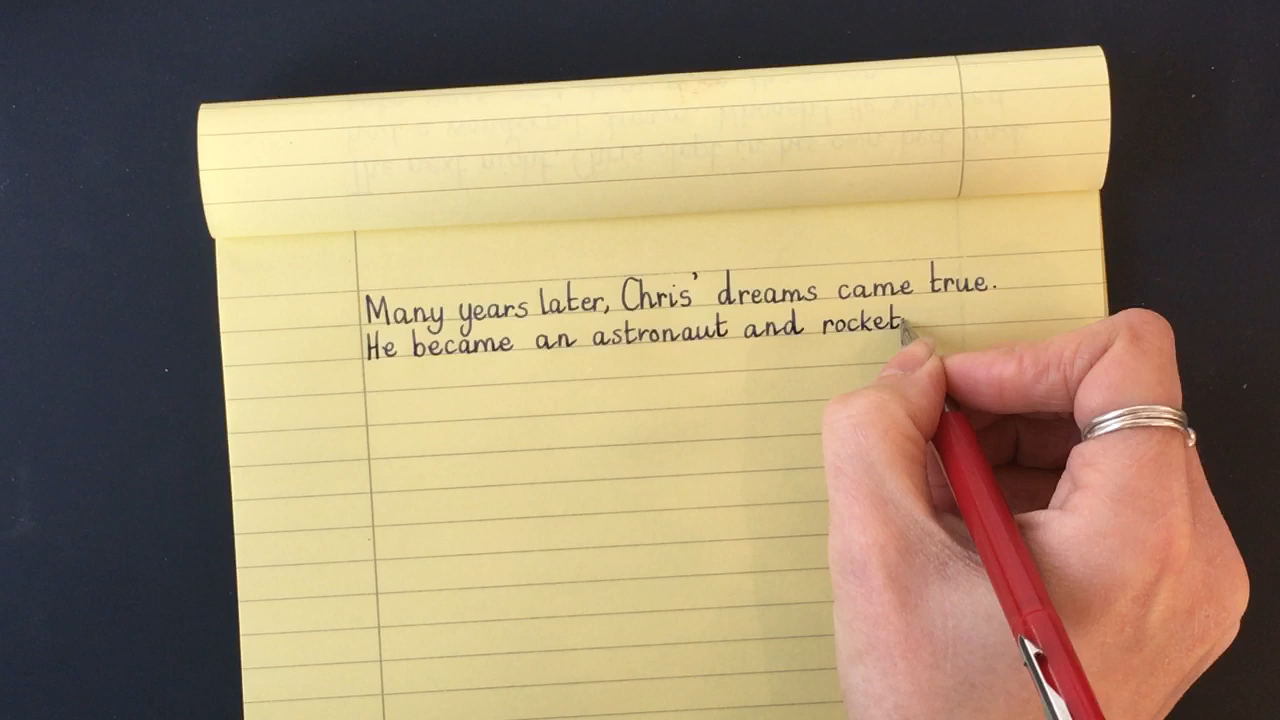 Many years later, Chris' dreams came true.
He became an astronaut and rocket